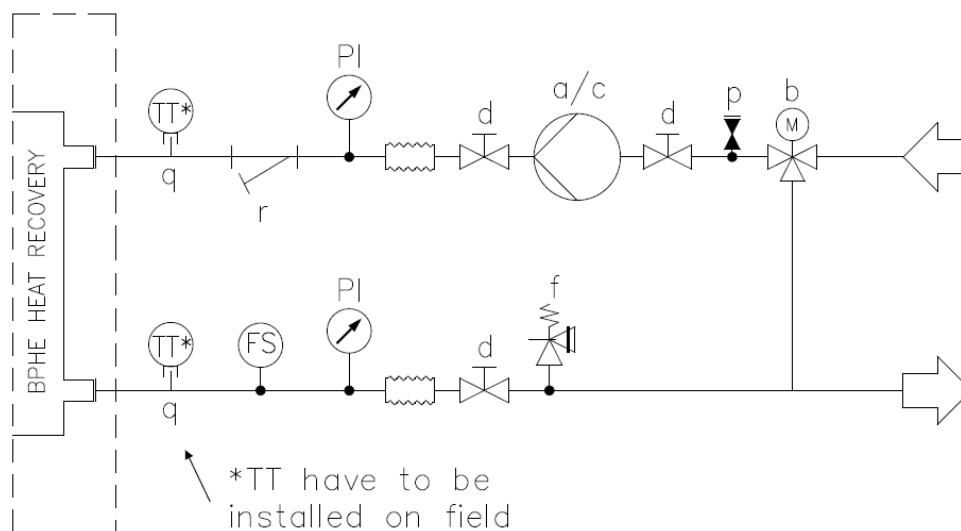 PI
a/c
TT*
d
d
p
b
M
q
r
BPHE HEAT RECOVERY
PI
f
TT*
FS
d
q
*TT have to be
installed on field